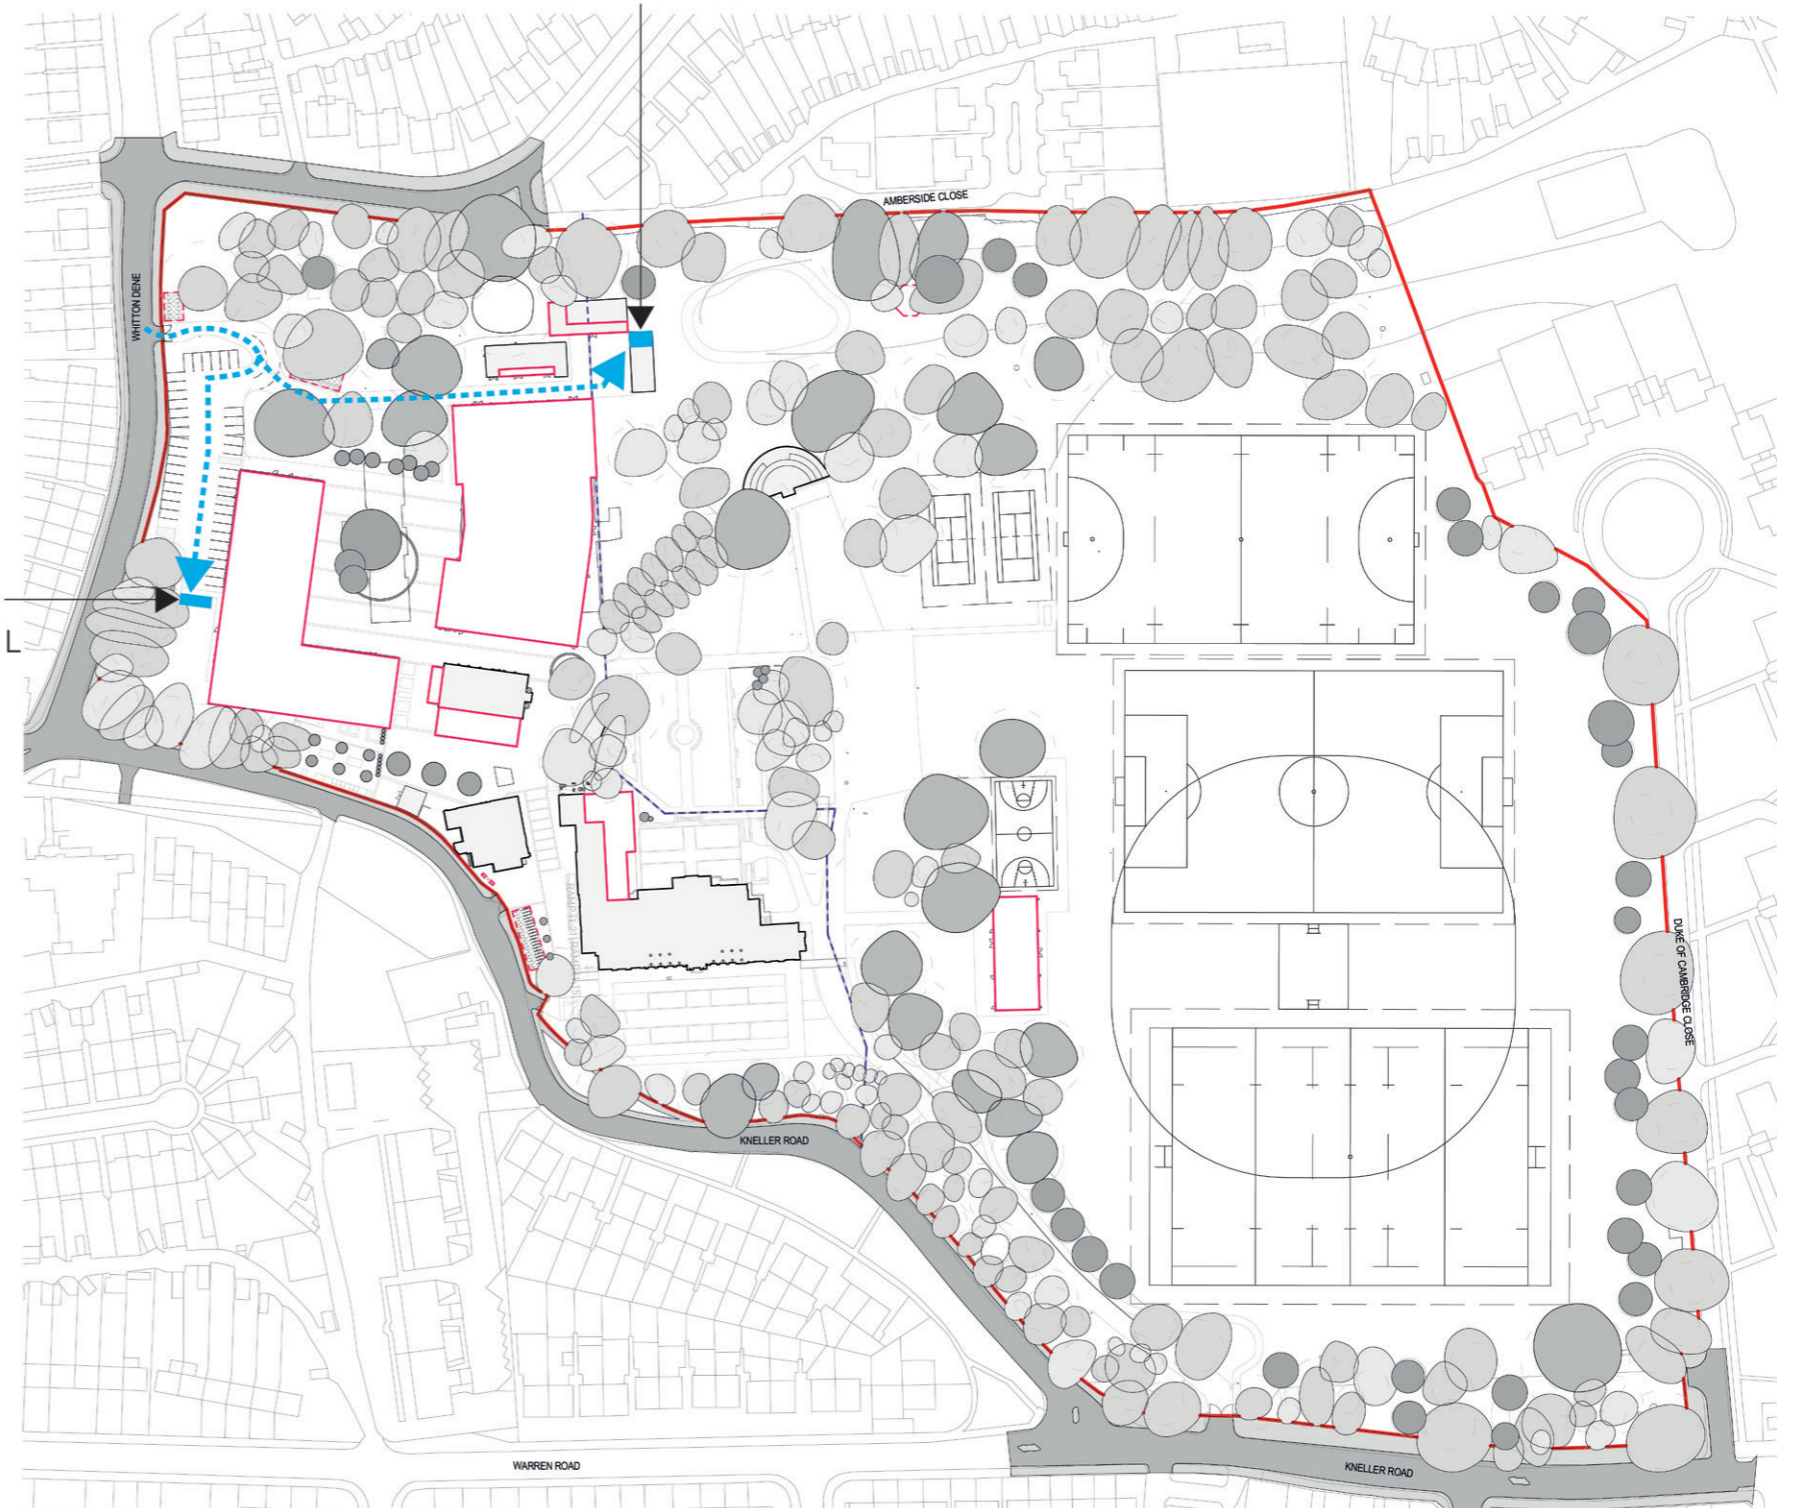 AMBERSIDE CLOSE
WHITTON DENE
L
DUKE OF CAMBRIDGE CLOSE
KNELLER ROAD
WARREN ROAD
KNELLER ROAD